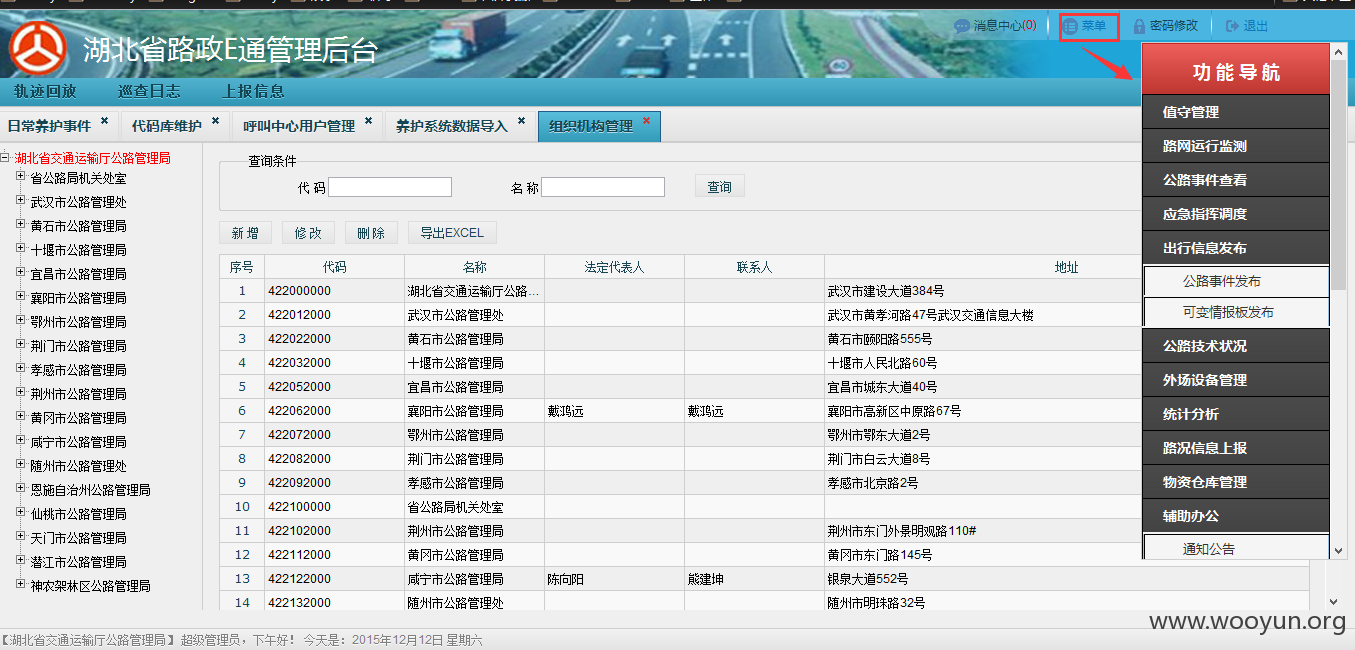 湖北省路政E通管理后台
消息中心(0) 菜单 密码修改 退出
轨迹回放 巡查日志 上报信息
日常养护事件 × 代码库维护 × 呼叫中心用户管理 × 养护系统数据导入 × 组织机构管理 ×
功能导航
值守管理
路网运行监测
公路事件查看
应急指挥调度
出行信息发布
公路事件发布
可变情报板发布
公路技术状况
外场设备管理
统计分析
路况信息上报
物资仓库管理
辅助办公
通知公告
湖北省交通运输厅公路管理局
省公路局机关处室
武汉市公路管理处
黄石市公路管理局
十堰市公路管理局
宜昌市公路管理局
襄阳市公路管理局
鄂州市公路管理局
荆门市公路管理局
孝感市公路管理局
荆州市公路管理局
黄冈市公路管理局
咸宁市公路管理局
随州市公路管理处
恩施自治州公路管理局
仙桃市公路管理局
天门市公路管理局
潜江市公路管理局
神农架林区公路管理局
查询条件
代 码 名 称 查询
新 增 修 改 删 除 导出EXCEL
序号 代码 名称 法定代表人 联系人 地址
1 422000000 湖北省交通运输厅公路... 武汉市建设大道384号
2 422012000 武汉市公路管理处 武汉市黄孝河路47号武汉交通信息大楼
3 422022000 黄石市公路管理局 黄石市颐阳路555号
4 422032000 十堰市公路管理局 十堰市人民北路60号
5 422052000 宜昌市公路管理局 宜昌市城东大道40号
6 422062000 襄阳市公路管理局 戴鸿远 戴鸿远 襄阳市高新区中原路67号
7 422072000 鄂州市公路管理局 鄂州市鄂东大道2号
8 422082000 荆门市公路管理局 荆门市白云大道8号
9 422092000 孝感市公路管理局 孝感市北京路2号
10 422100000 省公路局机关处室
11 422102000 荆州市公路管理局 荆州市东门外景明观路110#
12 422112000 黄冈市公路管理局 黄冈市东门路145号
13 422122000 咸宁市公路管理局 陈向阳 熊建坤 银泉大道552号
14 422132000 随州市公路管理处 随州市明珠路32号
www.wooyun.org
【湖北省交通运输厅公路管理局】 超级管理员，下午好！ 今天是：2015年12月12日 星期六